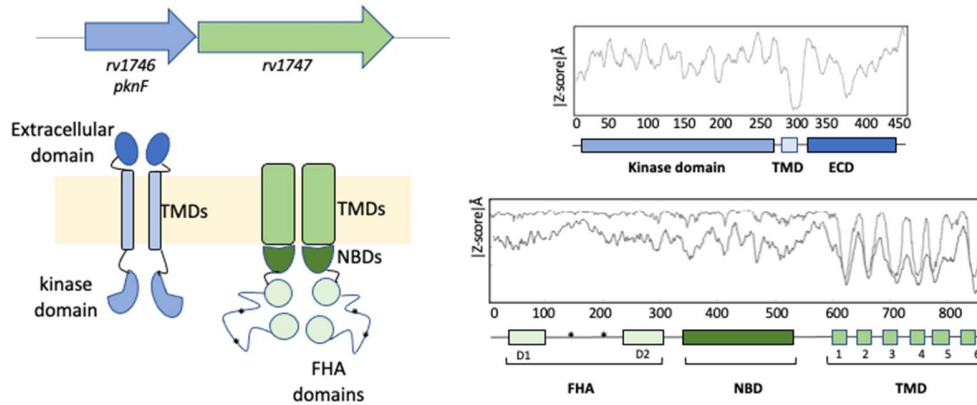 rv1746
pknF
rv1747
Extracellular
domain
TMDs
TMDs
NBDs
kinase
domain
FHA
domains
|Z-score|Å
0 50 100 150 200 250 300 350 400 450
Kinase domain TMD ECD
|Z-score|Å
0 100 200 300 400 500 600 700 800
D1 * * D2 1 2 3 4 5 6
FHA NBD TMD